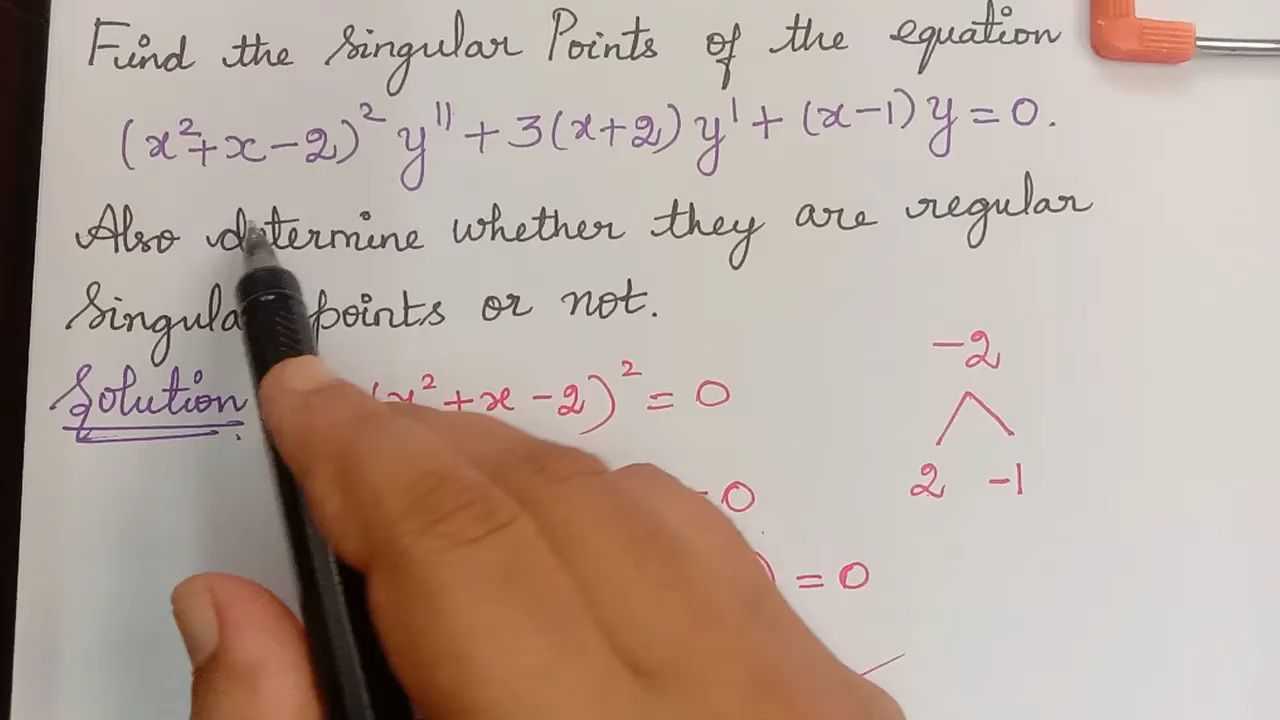 Find the Singular Points of the equation
(x²+x-2)² y'' + 3(x+2) y' + (x-1) y = 0.
Also determine whether they are regular
Singular points or not.
Solution (x² + x - 2)² = 0
-2
2 -1
= 0
) = 0